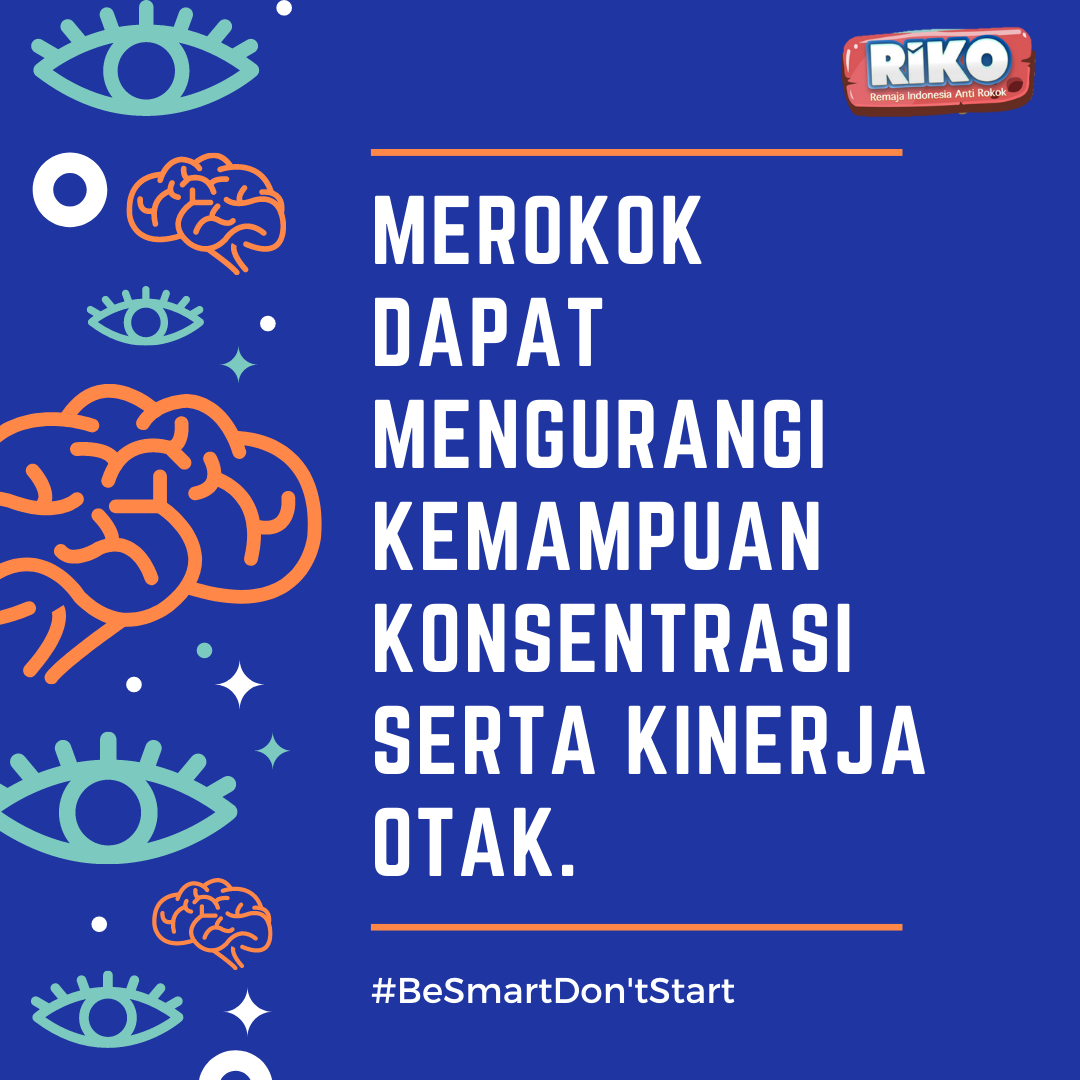 RiKO
Remaja Indonesia Anti Rokok
MEROKOK
DAPAT
MENGURANGI
KEMAMPUAN
KONSENTRASI
SERTA KINERJA
OTAK.
#BeSmartDon'tStart